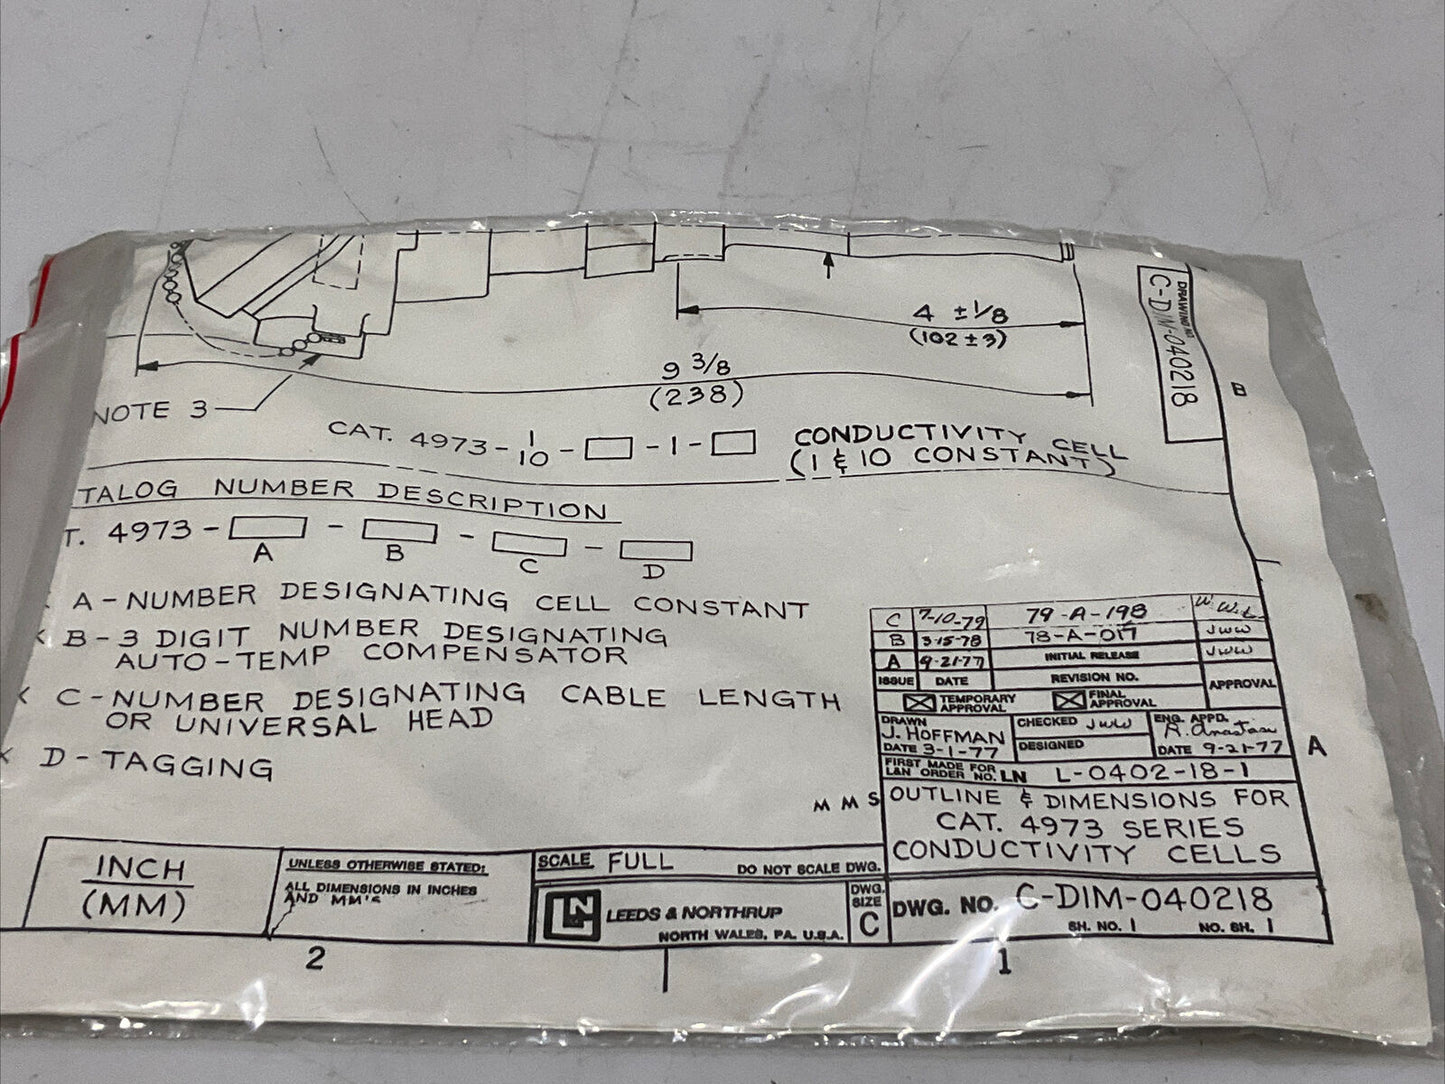 4 ±1/8
(102 ±3)
9 3/8
(238)
NOTE 3
DRAWING NO.
C-DIM-040218
B
CAT. 4973-1/10-▭-1-▭
CONDUCTIVITY CELL
(1 & 10 CONSTANT)
TALOG NUMBER DESCRIPTION
T. 4973-▭-▭-▭-▭
A B C D
A-NUMBER DESIGNATING CELL CONSTANT
B-3 DIGIT NUMBER DESIGNATING
AUTO-TEMP COMPENSATOR
C-NUMBER DESIGNATING CABLE LENGTH
OR UNIVERSAL HEAD
D-TAGGING
C 7-10-79 79-A-198
B 3-15-78 78-A-017 JWW
A 9-21-77 INITIAL RELEASE JWW
ISSUE DATE REVISION NO. APPROVAL
TEMPORARY APPROVAL FINAL APPROVAL
DRAWN J. HOFFMAN CHECKED JWW ENG. APPD.
DATE 3-1-77 DESIGNED DATE 9-21-77
A
FIRST MADE FOR
L&N ORDER NO. LN L-0402-18-1
MMS
OUTLINE & DIMENSIONS FOR
CAT. 4973 SERIES
CONDUCTIVITY CELLS
INCH
(MM)
UNLESS OTHERWISE STATED:
ALL DIMENSIONS IN INCHES
AND MM'S
SCALE FULL DO NOT SCALE DWG.
LN LEEDS & NORTHRUP
NORTH WALES, PA. U.S.A.
DWG. SIZE
C
DWG. NO. C-DIM-040218
SH. NO. 1 NO. SH. 1
2 1